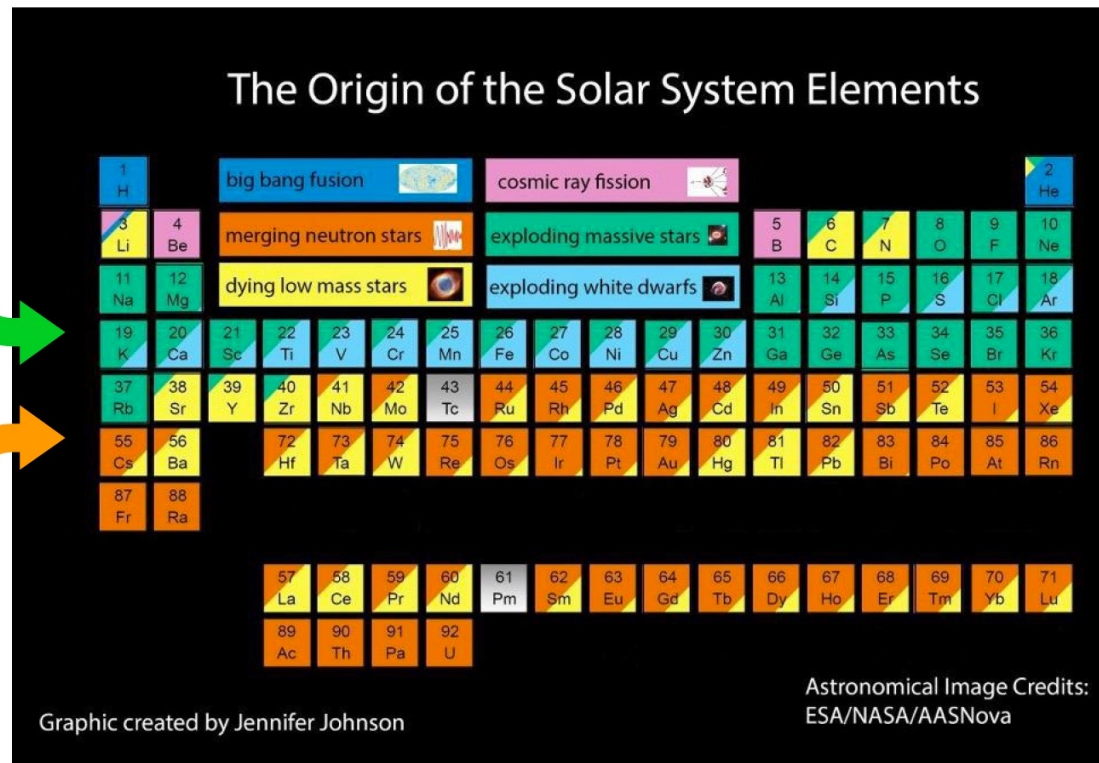 The Origin of the Solar System Elements
1 H
big bang fusion
cosmic ray fission
2 He
3 Li
4 Be
merging neutron stars
exploding massive stars
5 B
6 C
7 N
8 O
9 F
10 Ne
11 Na
12 Mg
dying low mass stars
exploding white dwarfs
13 Al
14 Si
15 P
16 S
17 Cl
18 Ar
19 K
20 Ca
21 Sc
22 Ti
23 V
24 Cr
25 Mn
26 Fe
27 Co
28 Ni
29 Cu
30 Zn
31 Ga
32 Ge
33 As
34 Se
35 Br
36 Kr
37 Rb
38 Sr
39 Y
40 Zr
41 Nb
42 Mo
43 Tc
44 Ru
45 Rh
46 Pd
47 Ag
48 Cd
49 In
50 Sn
51 Sb
52 Te
53 I
54 Xe
55 Cs
56 Ba
72 Hf
73 Ta
74 W
75 Re
76 Os
77 Ir
78 Pt
79 Au
80 Hg
81 Tl
82 Pb
83 Bi
84 Po
85 At
86 Rn
87 Fr
88 Ra
57 La
58 Ce
59 Pr
60 Nd
61 Pm
62 Sm
63 Eu
64 Gd
65 Tb
66 Dy
67 Ho
68 Er
69 Tm
70 Yb
71 Lu
89 Ac
90 Th
91 Pa
92 U
Graphic created by Jennifer Johnson
Astronomical Image Credits:
ESA/NASA/AASNova